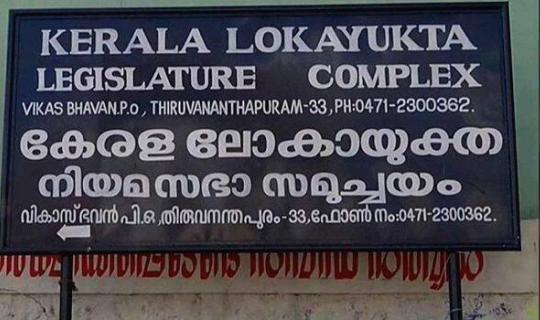 KERALA LOKAYUKTA
LEGISLATURE COMPLEX
VIKAS BHAVAN.P.o, THIRUVANANTHAPURAM-33, PH:0471-2300362.
കേരള ലോകായുക്ത
നിയമസഭാ സമുച്ചയം
വികാസ് ഭവൻ പി.ഒ, തിരുവനന്തപുരം-33, ഫോൺ നം:0471-2300362.